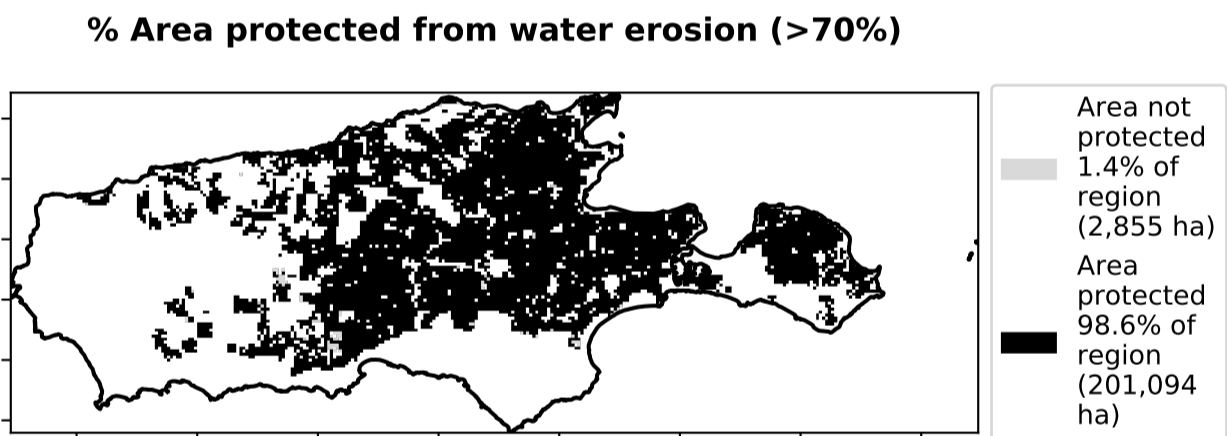 % Area protected from water erosion (>70%)
Area not
protected
1.4% of
region
(2,855 ha)
Area
protected
98.6% of
region
(201,094
ha)